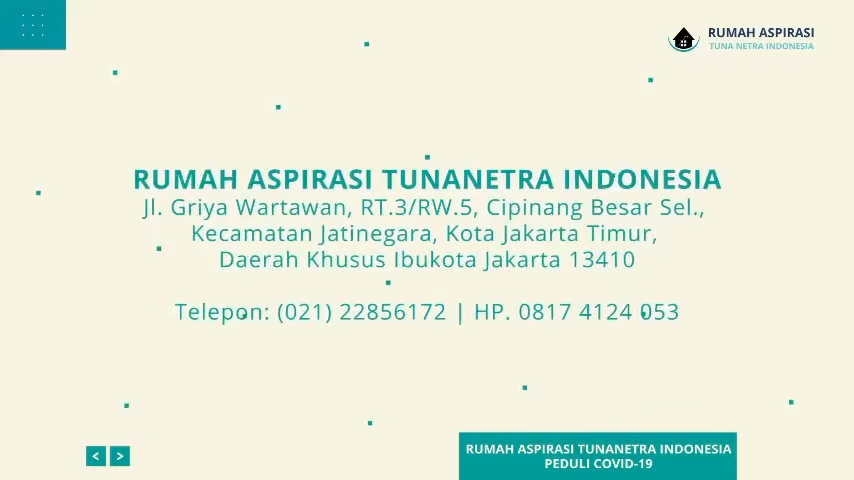 RUMAH ASPIRASI
TUNA NETRA INDONESIA
RUMAH ASPIRASI TUNANETRA INDONESIA
Jl. Griya Wartawan, RT.3/RW.5, Cipinang Besar Sel.,
Kecamatan Jatinegara, Kota Jakarta Timur,
Daerah Khusus Ibukota Jakarta 13410
Telepon: (021) 22856172 | HP. 0817 4124 053
RUMAH ASPIRASI TUNANETRA INDONESIA
PEDULI COVID-19